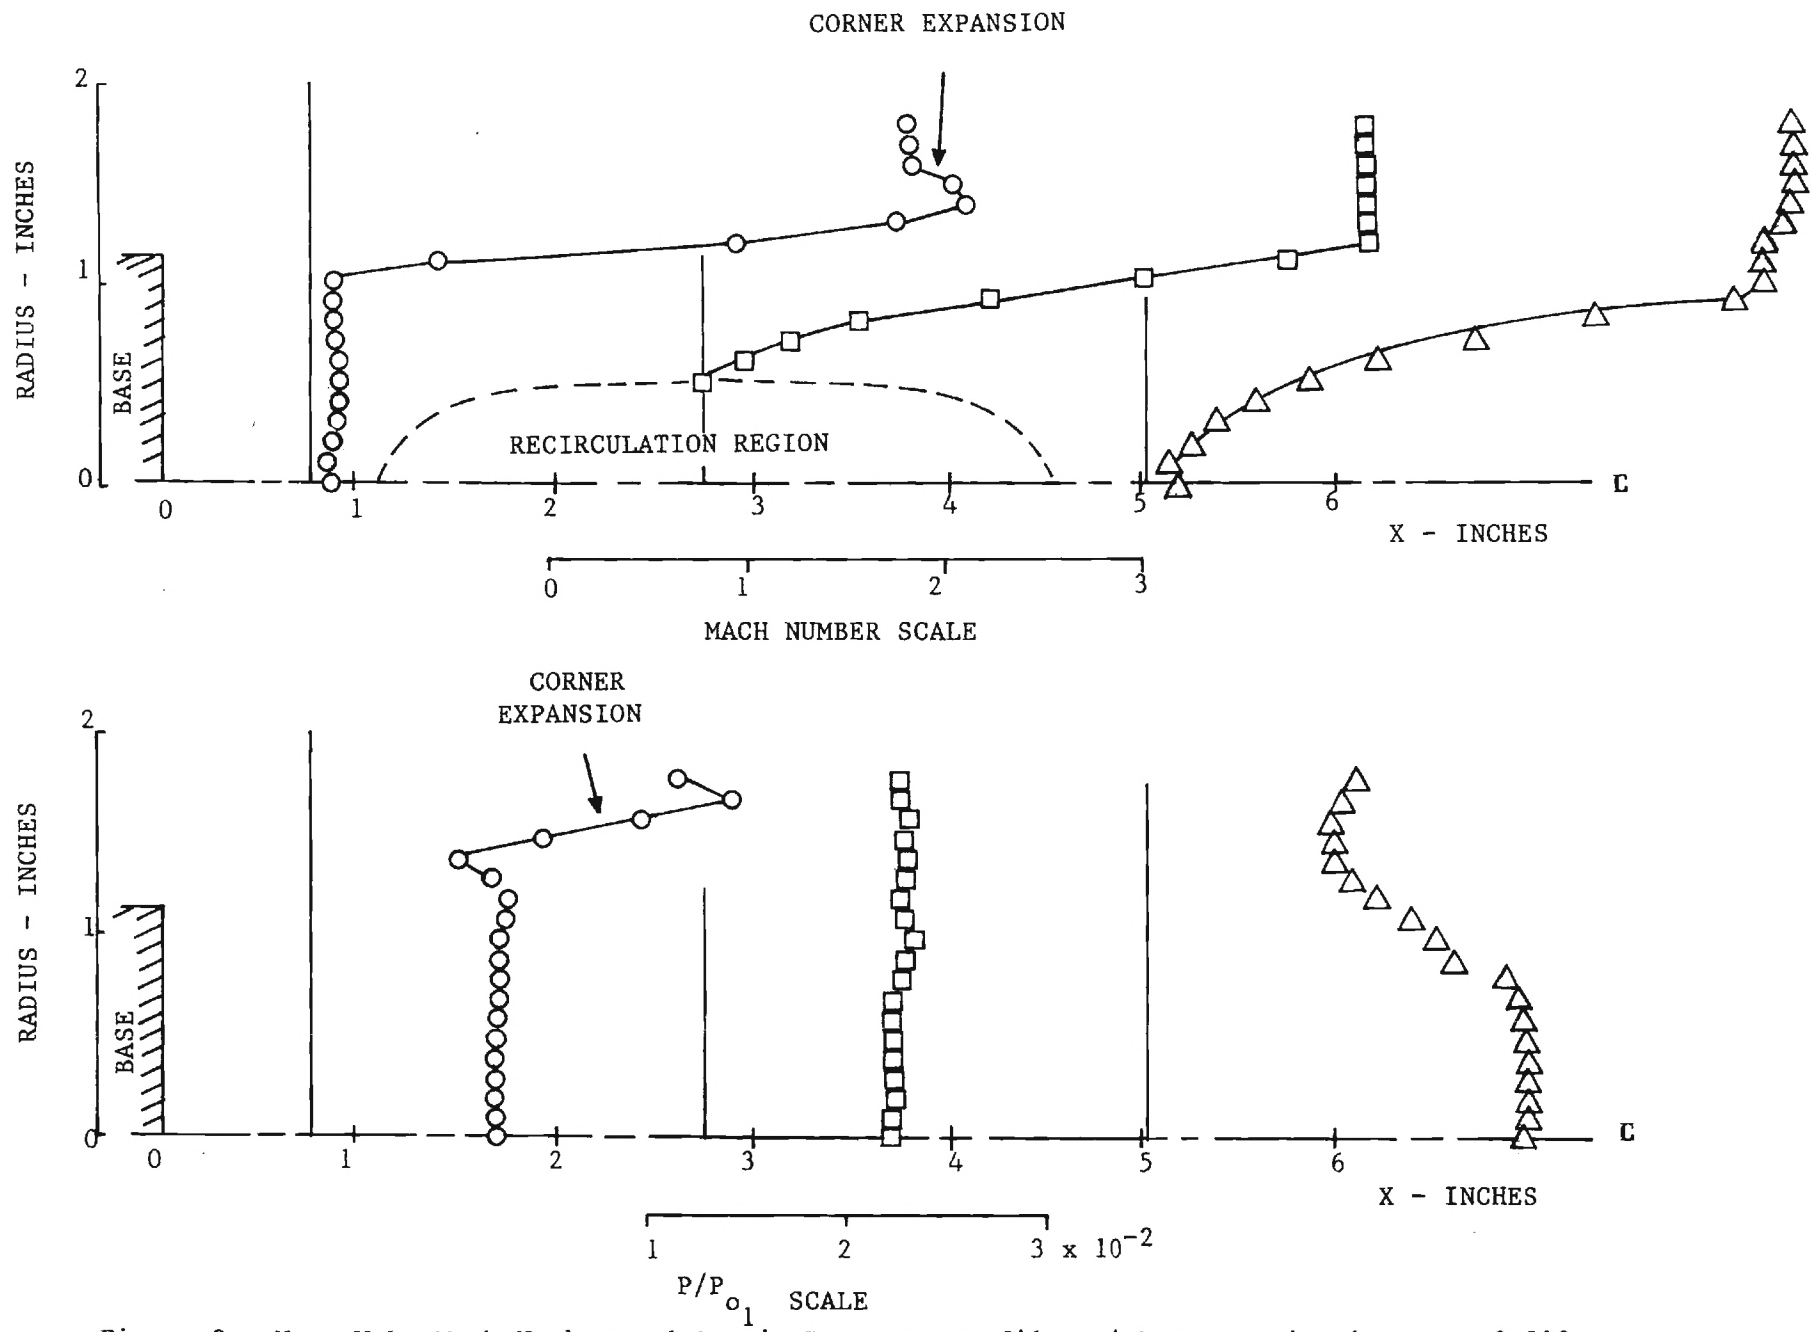 CORNER EXPANSION
2
1
0
RADIUS - INCHES
BASE
RECIRCULATION REGION
0 1 2 3 4 5 6
X - INCHES
0 1 2 3
MACH NUMBER SCALE
CORNER
EXPANSION
2
1
0
RADIUS - INCHES
BASE
0 1 2 3 4 5 6
X - INCHES
1 2 3 x 10-2
P/Po1 SCALE